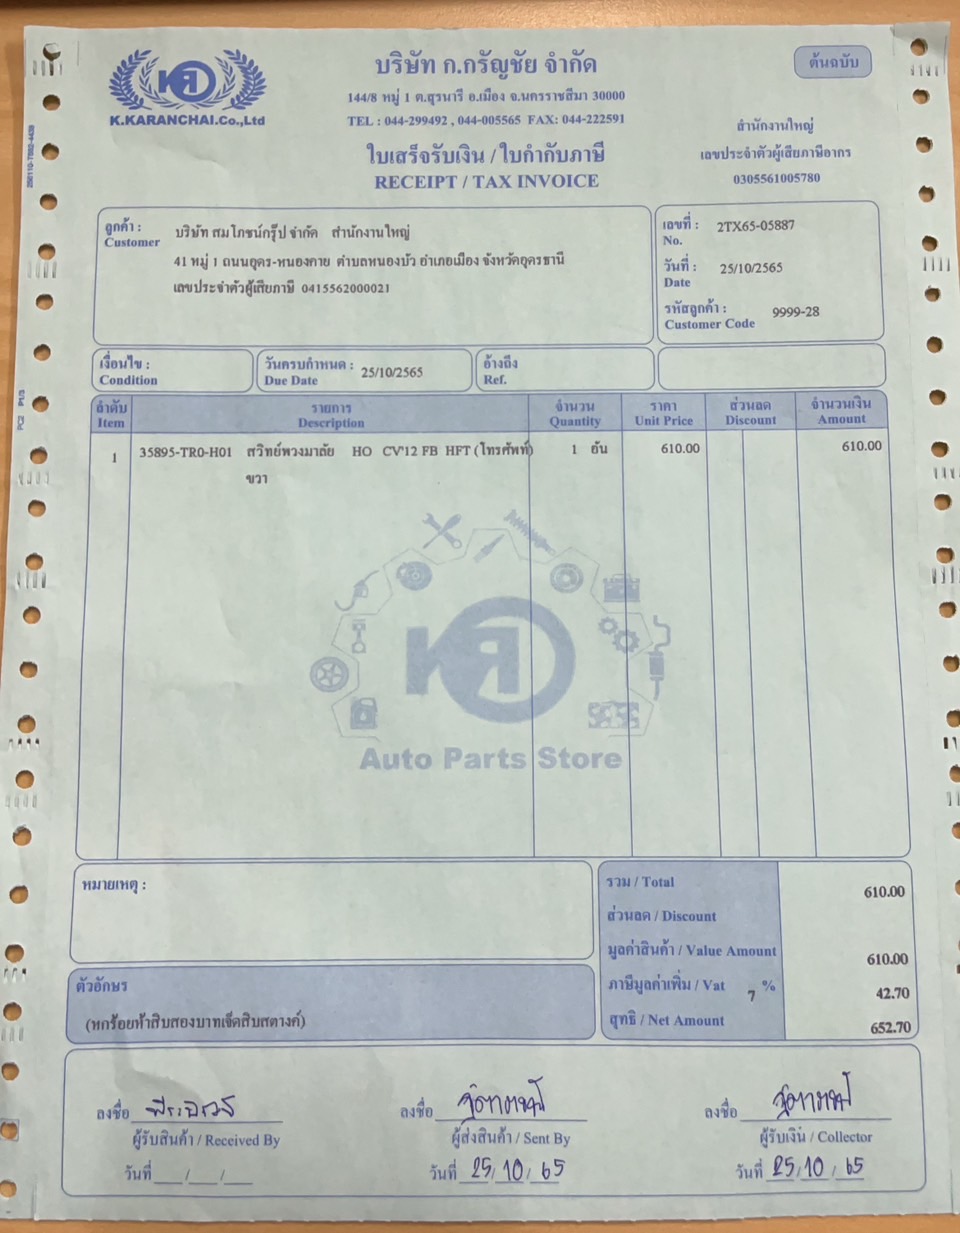 บริษัท ก.กรัญชัย จำกัด
ต้นฉบับ
K.KARANCHAI.Co.,Ltd
144/8 หมู่ 1 ต.สุรนารี อ.เมือง จ.นครราชสีมา 30000
TEL : 044-299492 , 044-005565 FAX: 044-222591
สำนักงานใหญ่
ใบเสร็จรับเงิน / ใบกำกับภาษี
เลขประจำตัวผู้เสียภาษีอากร
RECEIPT / TAX INVOICE
0305561005780
ลูกค้า : บริษัท สมโภชน์กรุ๊ป จำกัด สำนักงานใหญ่
Customer
41 หมู่ 1 ถนนอุดร-หนองคาย ตำบลหนองบัว อำเภอเมือง จังหวัดอุดรธานี
เลขประจำตัวผู้เสียภาษี 0415562000021
เลขที่ : 2TX65-05887
No.
วันที่ : 25/10/2565
Date
รหัสลูกค้า : 9999-28
Customer Code
เงื่อนไข :
Condition
วันครบกำหนด : 25/10/2565
Due Date
อ้างถึง
Ref.
ลำดับ รายการ จำนวน ราคา ส่วนลด จำนวนเงิน
Item Description Quantity Unit Price Discount Amount
1 35895-TR0-H01 สวิทย์พวงมาลัย HO CV'12 FB HFT (โทรศัพท์) 1 อัน 610.00 610.00
ขวา
Auto Parts Store
หมายเหตุ :
รวม / Total 610.00
ส่วนลด / Discount
มูลค่าสินค้า / Value Amount 610.00
ภาษีมูลค่าเพิ่ม / Vat 7 % 42.70
สุทธิ / Net Amount 652.70
ตัวอักษร
(หกร้อยห้าสิบสองบาทเจ็ดสิบสตางค์)
ลงชื่อ
ผู้รับสินค้า / Received By
วันที่ __/__/__
ลงชื่อ
ผู้ส่งสินค้า / Sent By
วันที่ 25/10/65
ลงชื่อ
ผู้รับเงิน / Collector
วันที่ 25/10/65